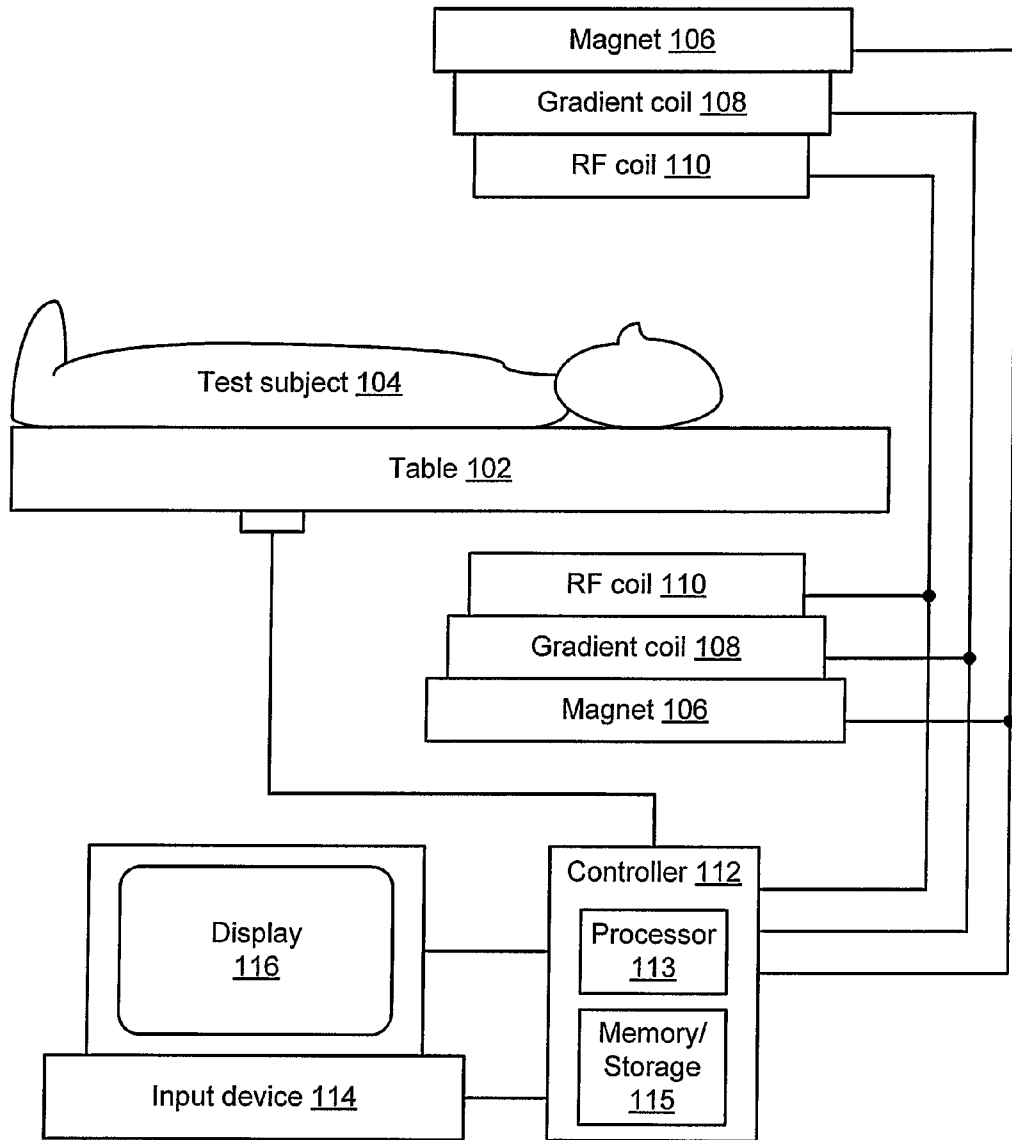 Magnet 106
Gradient coil 108
RF coil 110
Test subject 104
Table 102
RF coil 110
Gradient coil 108
Magnet 106
Controller 112
Processor
113
Memory/
Storage
115
Display
116
Input device 114